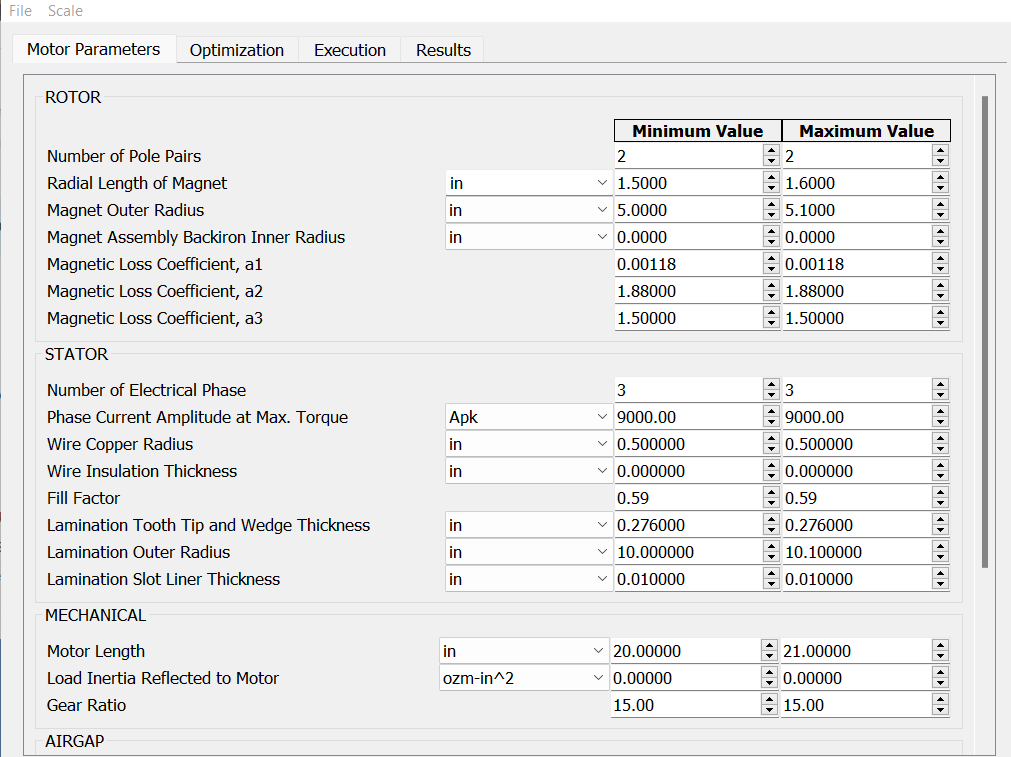 File Scale
Motor Parameters Optimization Execution Results
ROTOR
Minimum Value Maximum Value
Number of Pole Pairs 2 2
Radial Length of Magnet in 1.5000 1.6000
Magnet Outer Radius in 5.0000 5.1000
Magnet Assembly Backiron Inner Radius in 0.0000 0.0000
Magnetic Loss Coefficient, a1 0.00118 0.00118
Magnetic Loss Coefficient, a2 1.88000 1.88000
Magnetic Loss Coefficient, a3 1.50000 1.50000
STATOR
Number of Electrical Phase 3 3
Phase Current Amplitude at Max. Torque Apk 9000.00 9000.00
Wire Copper Radius in 0.500000 0.500000
Wire Insulation Thickness in 0.000000 0.000000
Fill Factor 0.59 0.59
Lamination Tooth Tip and Wedge Thickness in 0.276000 0.276000
Lamination Outer Radius in 10.000000 10.100000
Lamination Slot Liner Thickness in 0.010000 0.010000
MECHANICAL
Motor Length in 20.00000 21.00000
Load Inertia Reflected to Motor ozm-in^2 0.00000 0.00000
Gear Ratio 15.00 15.00
AIRGAP